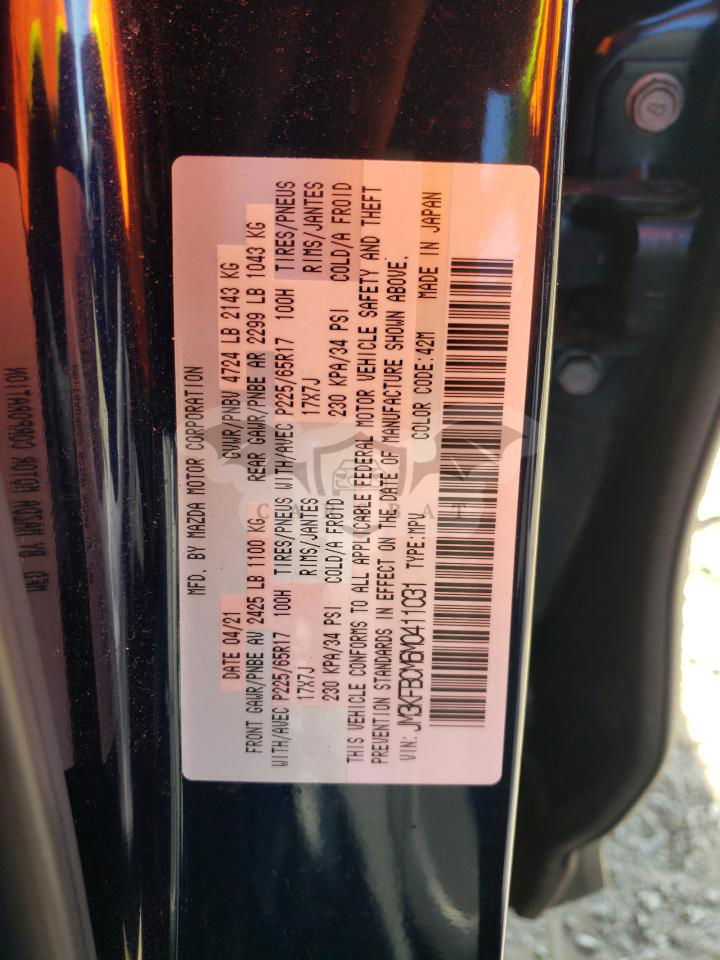 MFD. BY MAZDA MOTOR CORPORATION
DATE 04/21 GVWR/PNBV 4724 LB 2143 KG
FRONT GAWR/PNBE AV 2425 LB 1100 KG REAR GAWR/PNBE AR 2299 LB 1043 KG
WITH/AVEC P225/65R17 100H TIRES/PNEUS WITH/AVEC P225/65R17 100H TIRES/PNEUS
17X7J RIMS/JANTES 17X7J RIMS/JANTES
230 KPA/34 PSI COLD/A FROID 230 KPA/34 PSI COLD/A FROID
THIS VEHICLE CONFORMS TO ALL APPLICABLE FEDERAL MOTOR VEHICLE SAFETY AND THEFT
PREVENTION STANDARDS IN EFFECT ON THE DATE OF MANUFACTURE SHOWN ABOVE.
VIN: JM3KFBCM6M0411031 TYPE:MPV COLOR CODE:42M MADE IN JAPAN